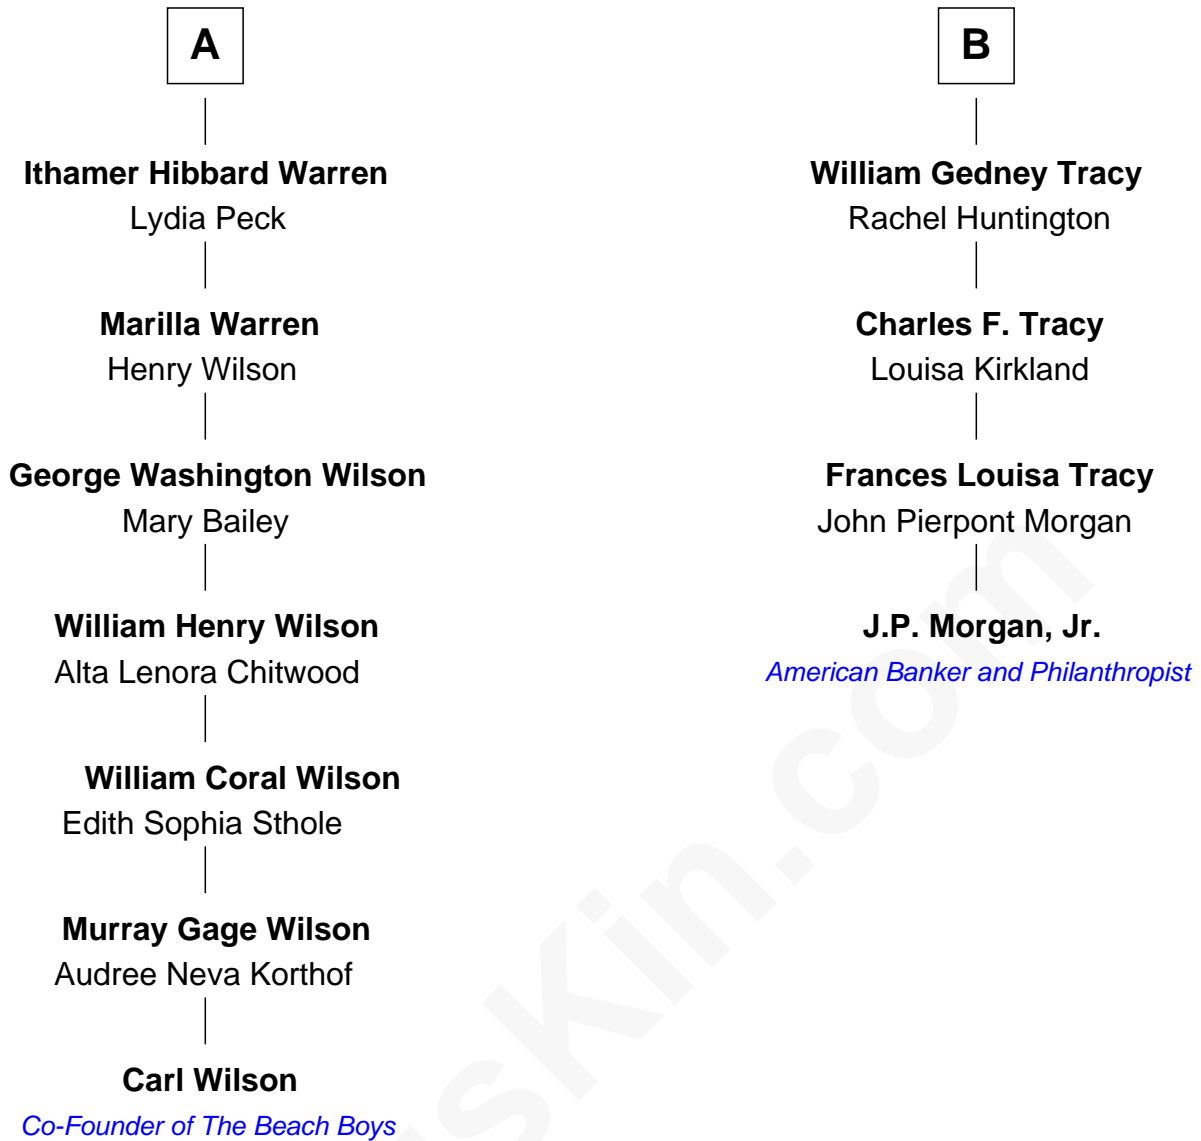 A
Ithamer Hibbard Warren
Lydia Peck
Marilla Warren
Henry Wilson
George Washington Wilson
Mary Bailey
William Henry Wilson
Alta Lenora Chitwood
William Coral Wilson
Edith Sophia Sthole
Murray Gage Wilson
Audree Neva Korthof
Carl Wilson
Co-Founder of The Beach Boys
B
William Gedney Tracy
Rachel Huntington
Charles F. Tracy
Louisa Kirkland
Frances Louisa Tracy
John Pierpont Morgan
J.P. Morgan, Jr.
American Banker and Philanthropist
sKin.com